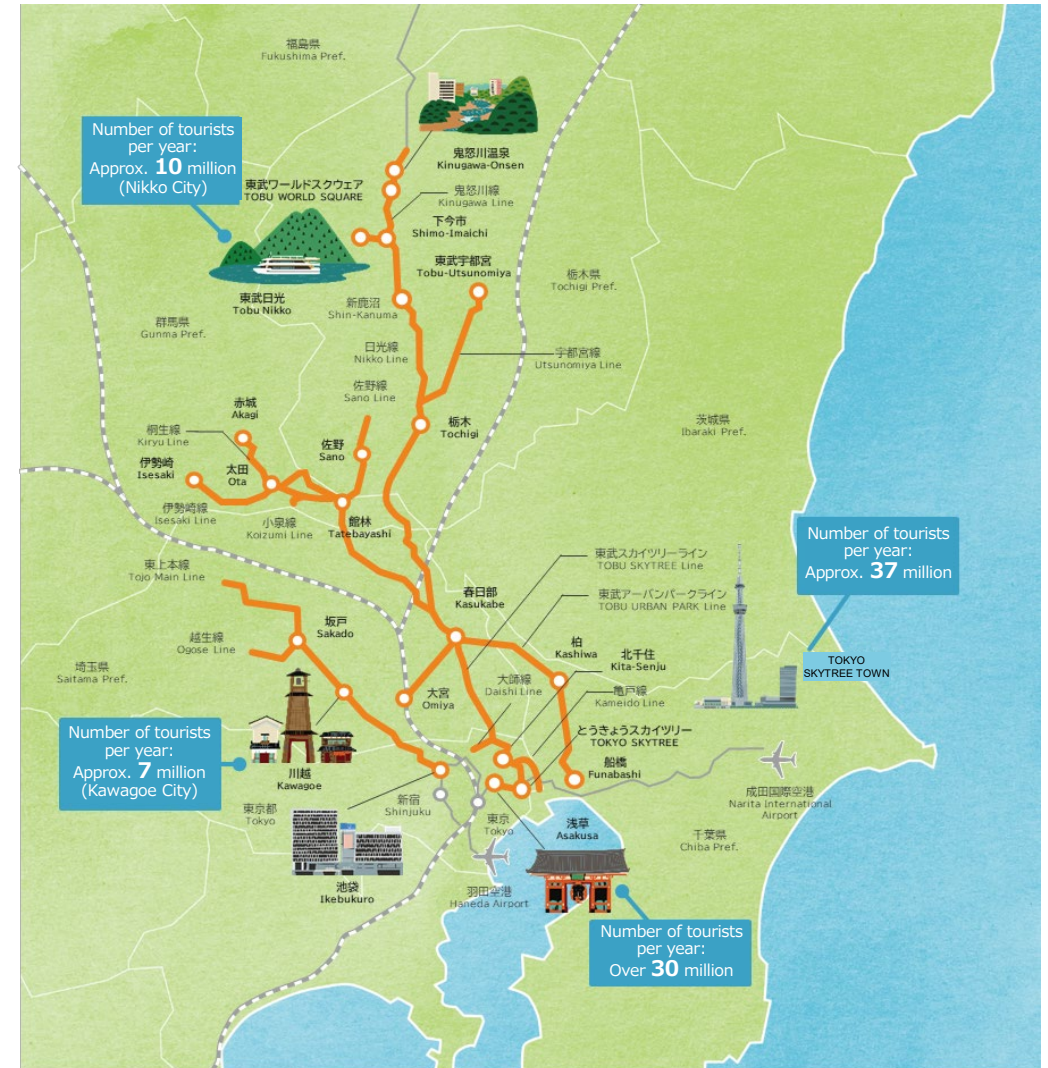 福島県
Fukushima Pref.
Number of tourists
per year:
Approx. 10 million
(Nikko City)
鬼怒川温泉
Kinugawa-Onsen
東武ワールドスクウェア
TOBU WORLD SQUARE
鬼怒川線
Kinugawa Line
下今市
Shimo-Imaichi
東武宇都宮
Tobu-Utsunomiya
栃木県
Tochigi Pref.
東武日光
Tobu Nikko
新鹿沼
Shin-Kanuma
群馬県
Gunma Pref.
日光線
Nikko Line
宇都宮線
Utsunomiya Line
佐野線
Sano Line
赤城
Akagi
栃木
Tochigi
茨城県
Ibaraki Pref.
桐生線
Kiryu Line
佐野
Sano
伊勢崎
Isesaki
太田
Ota
伊勢崎線
Isesaki Line
小泉線
Koizumi Line
館林
Tatebayashi
Number of tourists
per year:
Approx. 37 million
東上本線
Tojo Main Line
東武スカイツリーライン
TOBU SKYTREE Line
春日部
Kasukabe
東武アーバンパークライン
TOBU URBAN PARK Line
坂戸
Sakado
越生線
Ogose Line
柏
Kashiwa
北千住
Kita-Senju
TOKYO
SKYTREE TOWN
埼玉県
Saitama Pref.
大宮
Omiya
大師線
Daishi Line
亀戸線
Kameido Line
とうきょうスカイツリー
TOKYO SKYTREE
Number of tourists
per year:
Approx. 7 million
(Kawagoe City)
川越
Kawagoe
船橋
Funabashi
成田国際空港
Narita International
Airport
東京都
Tokyo
新宿
Shinjuku
東京
Tokyo
浅草
Asakusa
千葉県
Chiba Pref.
池袋
Ikebukuro
羽田空港
Haneda Airport
Number of tourists
per year:
Over 30 million